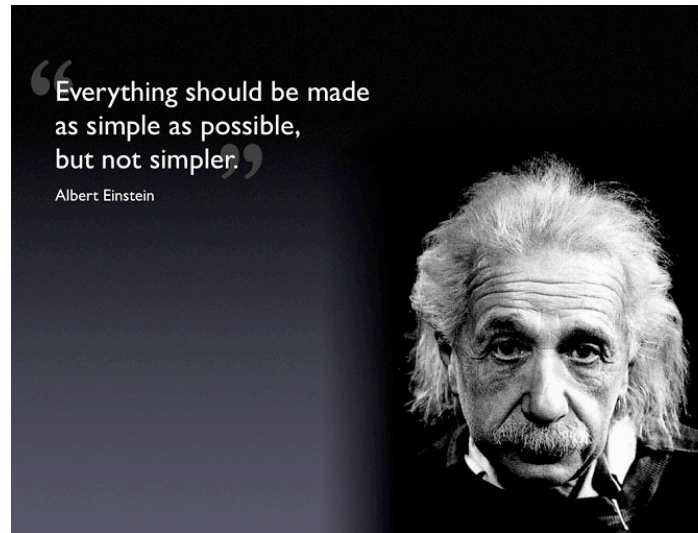 “Everything should be made
as simple as possible,
but not simpler.”
Albert Einstein